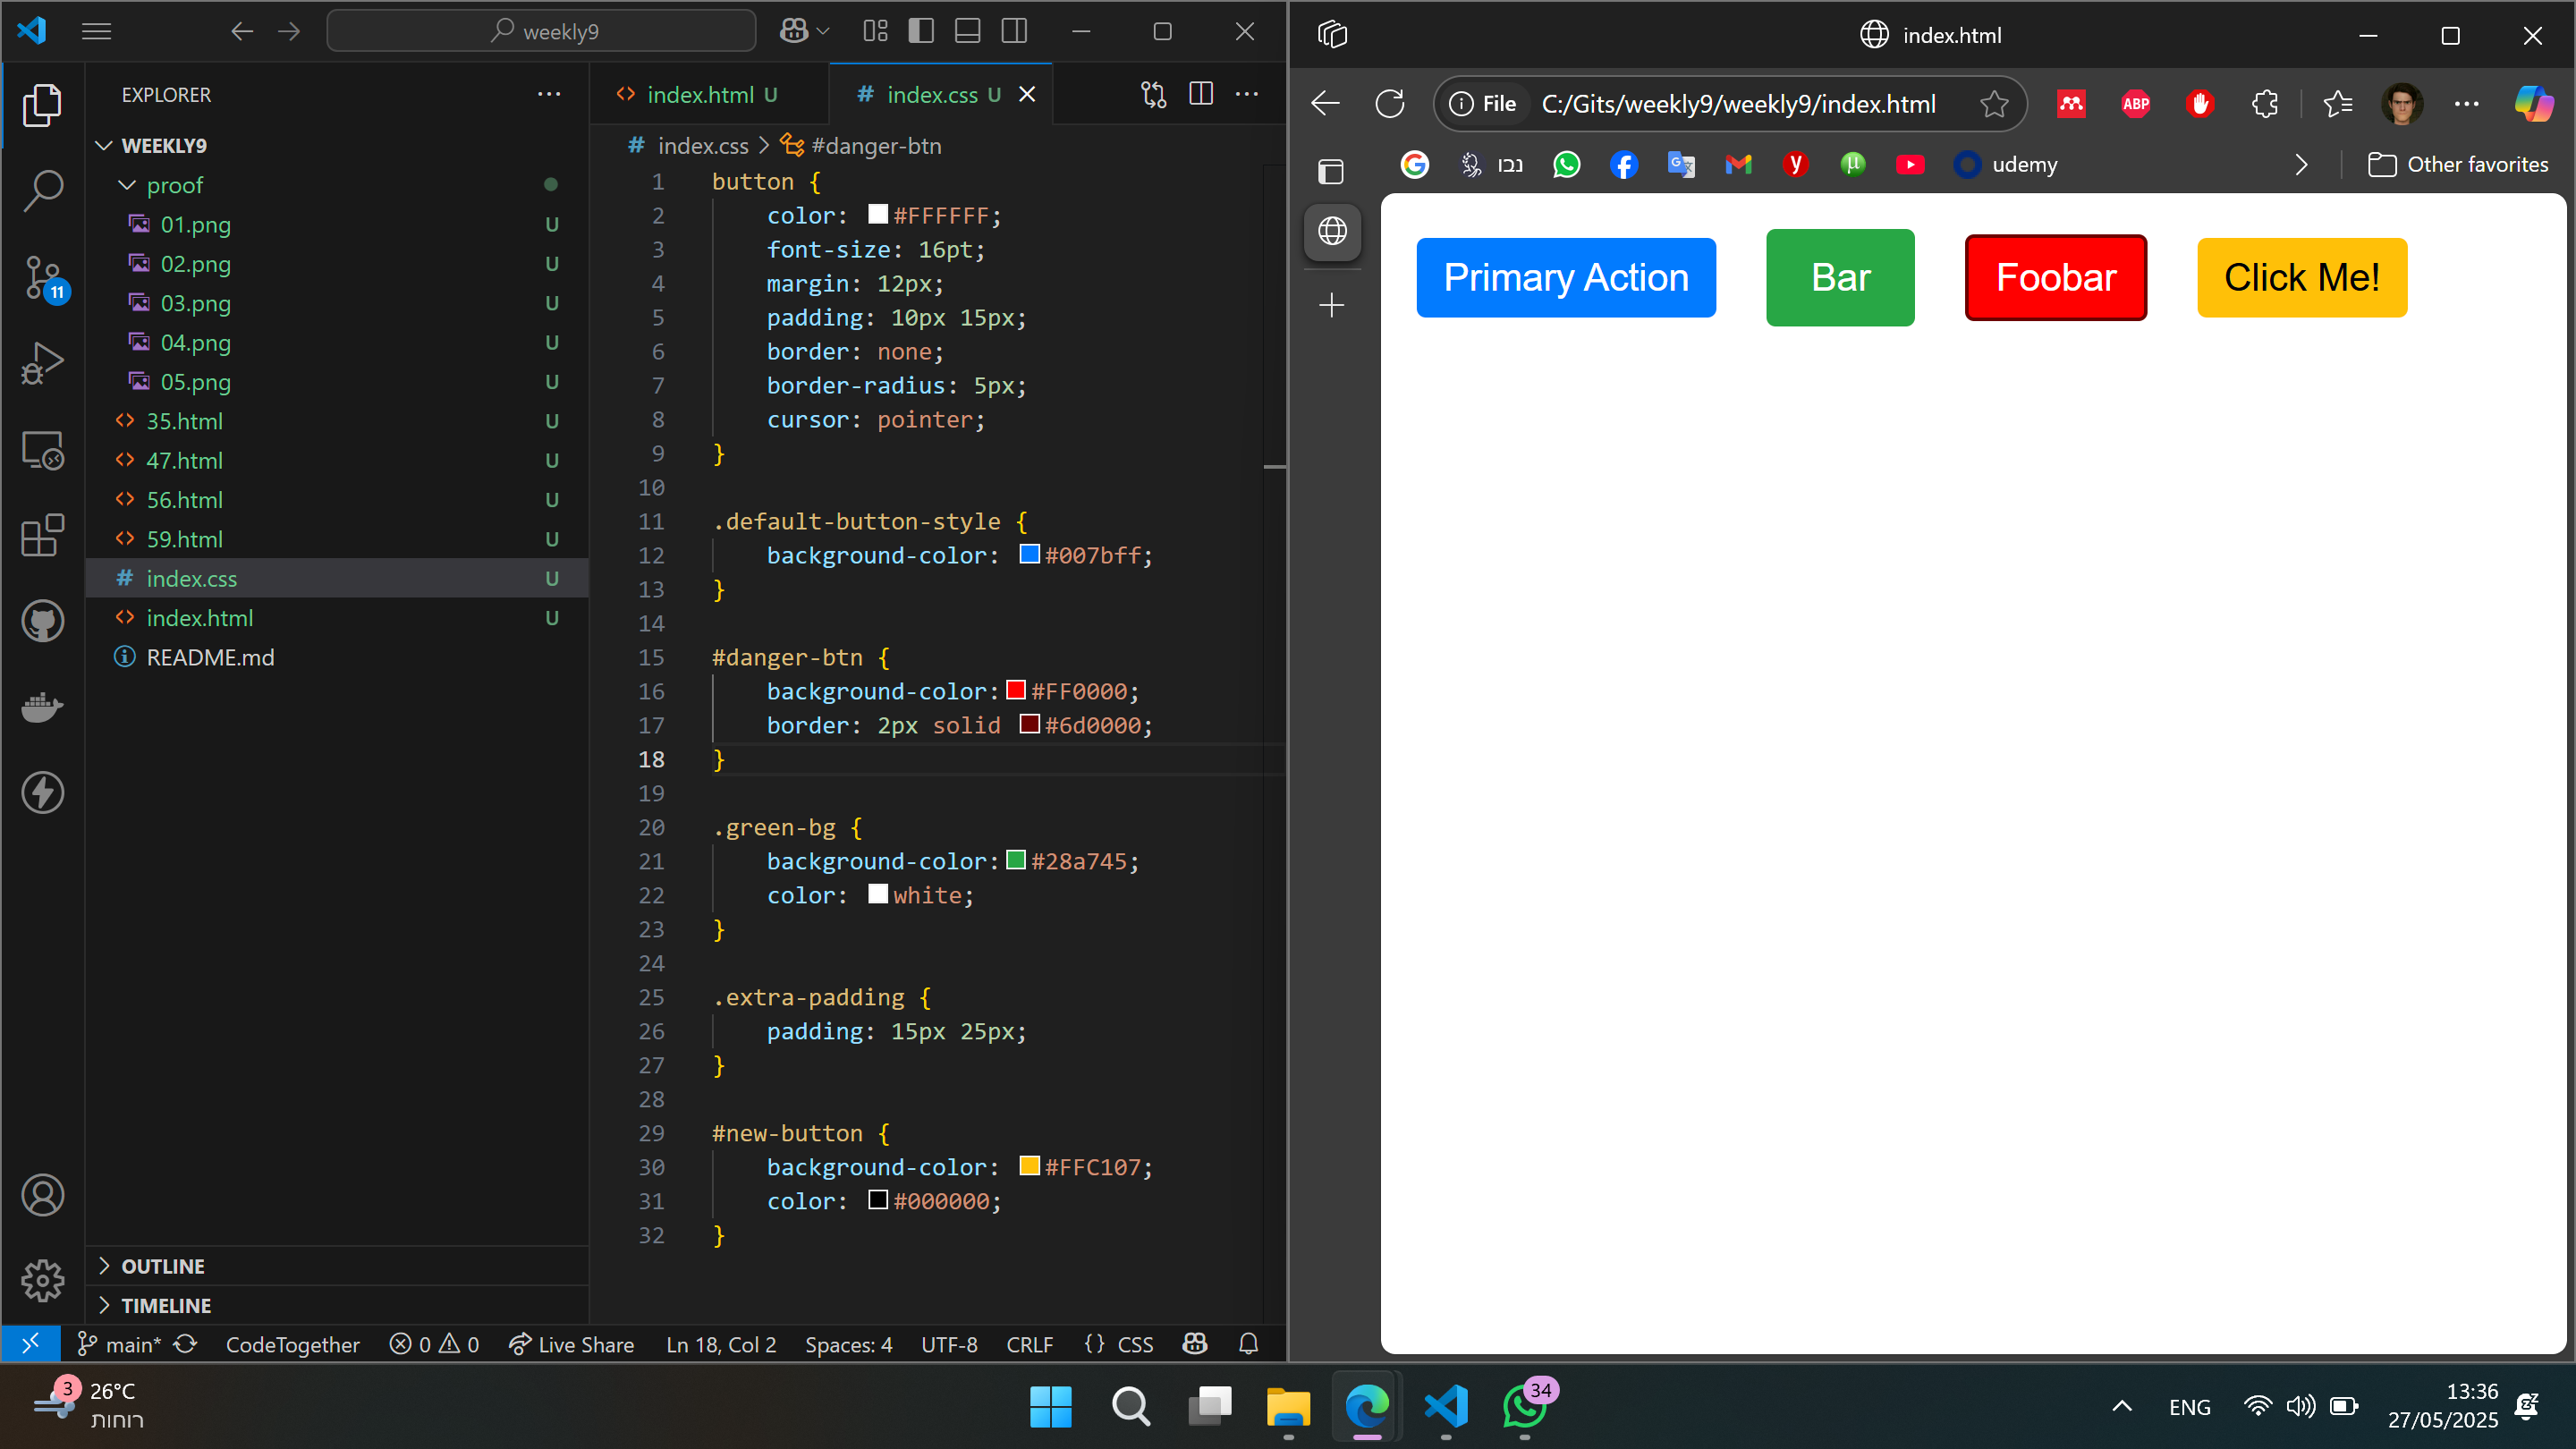 weekly9
EXPLORER
WEEKLY9
proof
01.png U
02.png U
03.png U
04.png U
05.png U
35.html U
47.html U
56.html U
59.html U
index.css U
index.html U
README.md
OUTLINE
TIMELINE
11
index.html U
# index.css U
# index.css > #danger-btn
1 button {
2 color: #FFFFFF;
3 font-size: 16pt;
4 margin: 12px;
5 padding: 10px 15px;
6 border: none;
7 border-radius: 5px;
8 cursor: pointer;
9 }
10
11 .default-button-style {
12 background-color: #007bff;
13 }
14
15 #danger-btn {
16 background-color: #FF0000;
17 border: 2px solid #6d0000;
18 }
19
20 .green-bg {
21 background-color: #28a745;
22 color: white;
23 }
24
25 .extra-padding {
26 padding: 15px 25px;
27 }
28
29 #new-button {
30 background-color: #FFC107;
31 color: #000000;
32 }
main* CodeTogether 0 0 Live Share Ln 18, Col 2 Spaces: 4 UTF-8 CRLF {} CSS
index.html
File C:/Gits/weekly9/weekly9/index.html
ABP
נבו udemy Other favorites
Primary Action Bar Foobar Click Me!
3
26°C
רוחות
34
ENG
13:36
27/05/2025